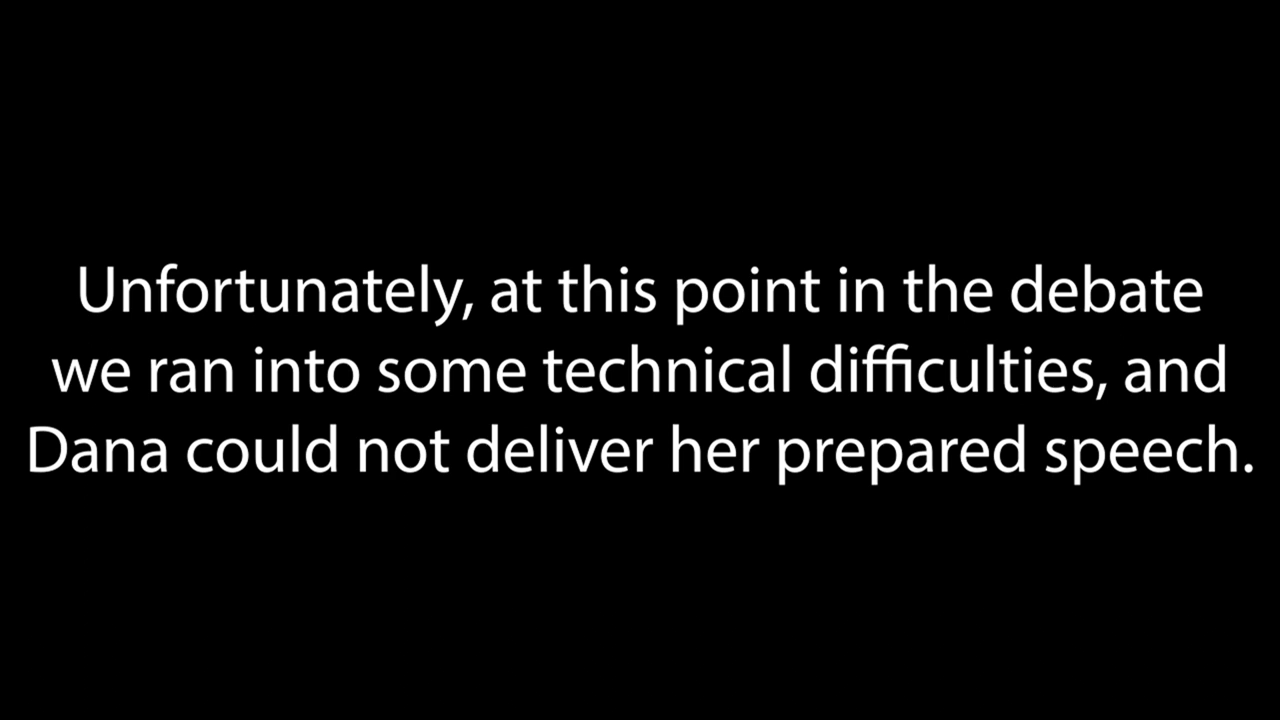 Unfortunately, at this point in the debate
we ran into some technical difficulties, and
Dana could not deliver her prepared speech.